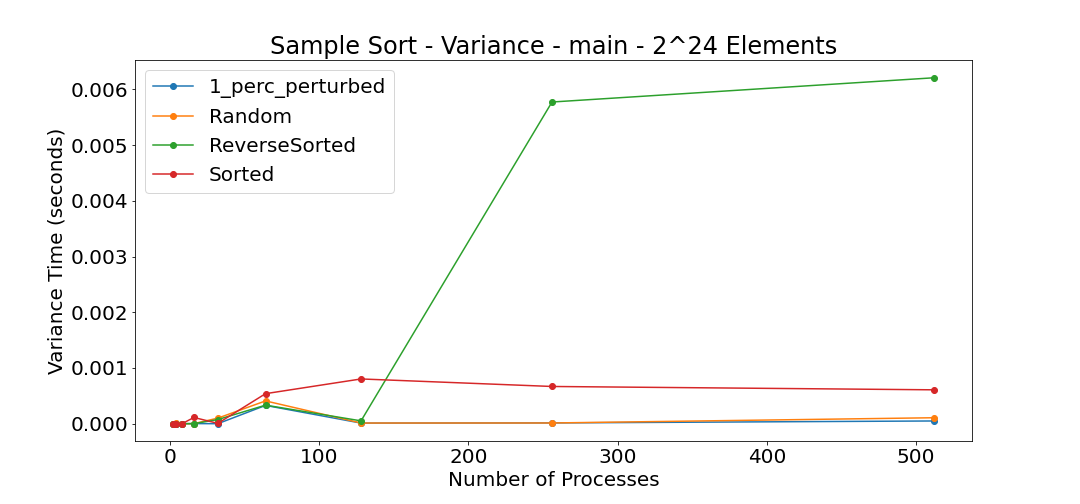 Sample Sort - Variance - main - 2^24 Elements
1_perc_perturbed
Random
ReverseSorted
Sorted
Variance Time (seconds)
0.006
0.005
0.004
0.003
0.002
0.001
0.000
0 100 200 300 400 500
Number of Processes